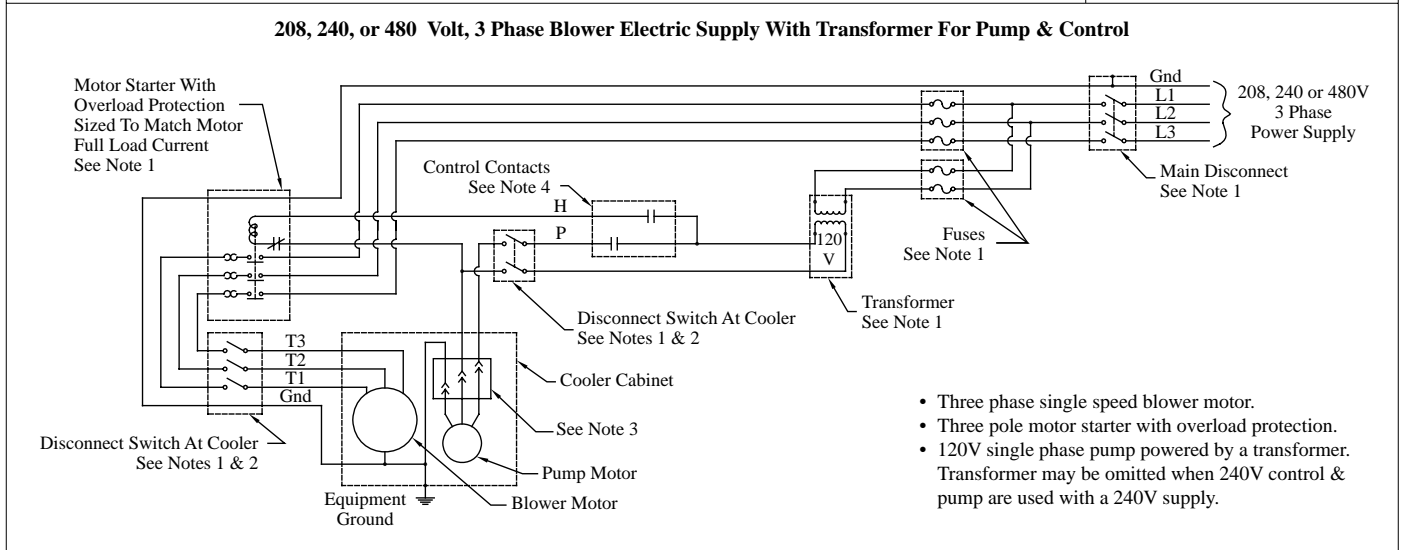 208, 240, or 480 Volt, 3 Phase Blower Electric Supply With Transformer For Pump & Control
Motor Starter With
Overload Protection
Sized To Match Motor
Full Load Current
See Note 1
Gnd
L1
L2
L3
208, 240 or 480V
3 Phase
Power Supply
Main Disconnect
See Note 1
Control Contacts
See Note 4
H
P
120
V
Fuses
See Note 1
Transformer
See Note 1
Disconnect Switch At Cooler
See Notes 1 & 2
T3
T2
T1
Gnd
Cooler Cabinet
See Note 3
Pump Motor
Blower Motor
Disconnect Switch At Cooler
See Notes 1 & 2
Equipment
Ground
• Three phase single speed blower motor.
• Three pole motor starter with overload protection.
• 120V single phase pump powered by a transformer.
Transformer may be omitted when 240V control &
pump are used with a 240V supply.